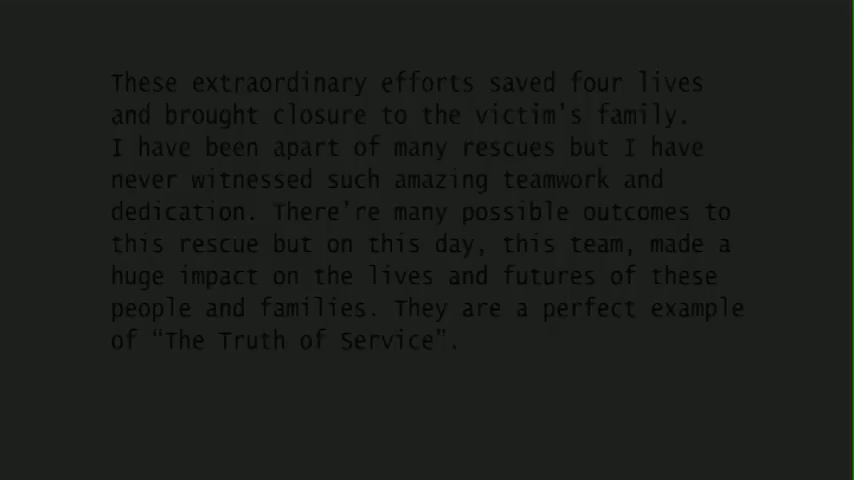 These extraordinary efforts saved four lives
and brought closure to the victim's family.
I have been apart of many rescues but I have
never witnessed such amazing teamwork and
dedication. There're many possible outcomes to
this rescue but on this day, this team, made a
huge impact on the lives and futures of these
people and families. They are a perfect example
of “The Truth of Service”.